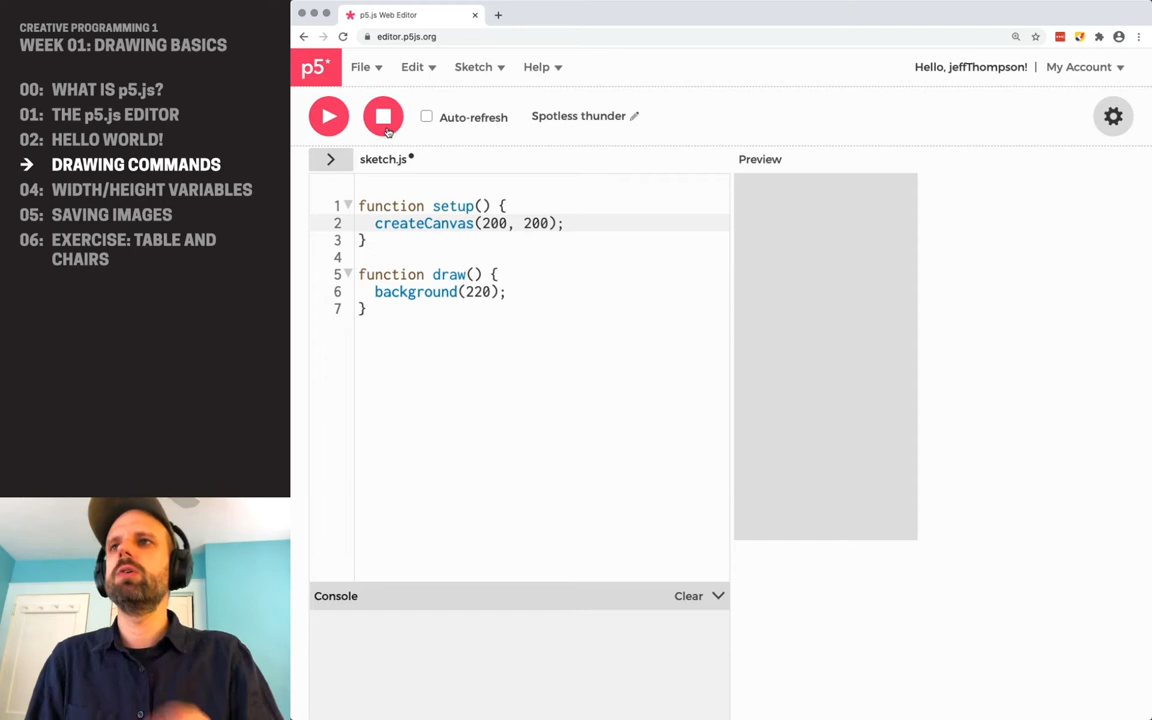 CREATIVE PROGRAMMING 1
WEEK 01: DRAWING BASICS
00: WHAT IS p5.js?
01: THE p5.js EDITOR
02: HELLO WORLD!
→ DRAWING COMMANDS
04: WIDTH/HEIGHT VARIABLES
05: SAVING IMAGES
06: EXERCISE: TABLE AND
CHAIRS
p5.js Web Editor
editor.p5js.org
p5* File Edit Sketch Help Hello, jeffThompson! | My Account
Auto-refresh Spotless thunder
sketch.js
Preview
1 function setup() {
2 createCanvas(200, 200);
3 }
4
5 function draw() {
6 background(220);
7 }
Console Clear